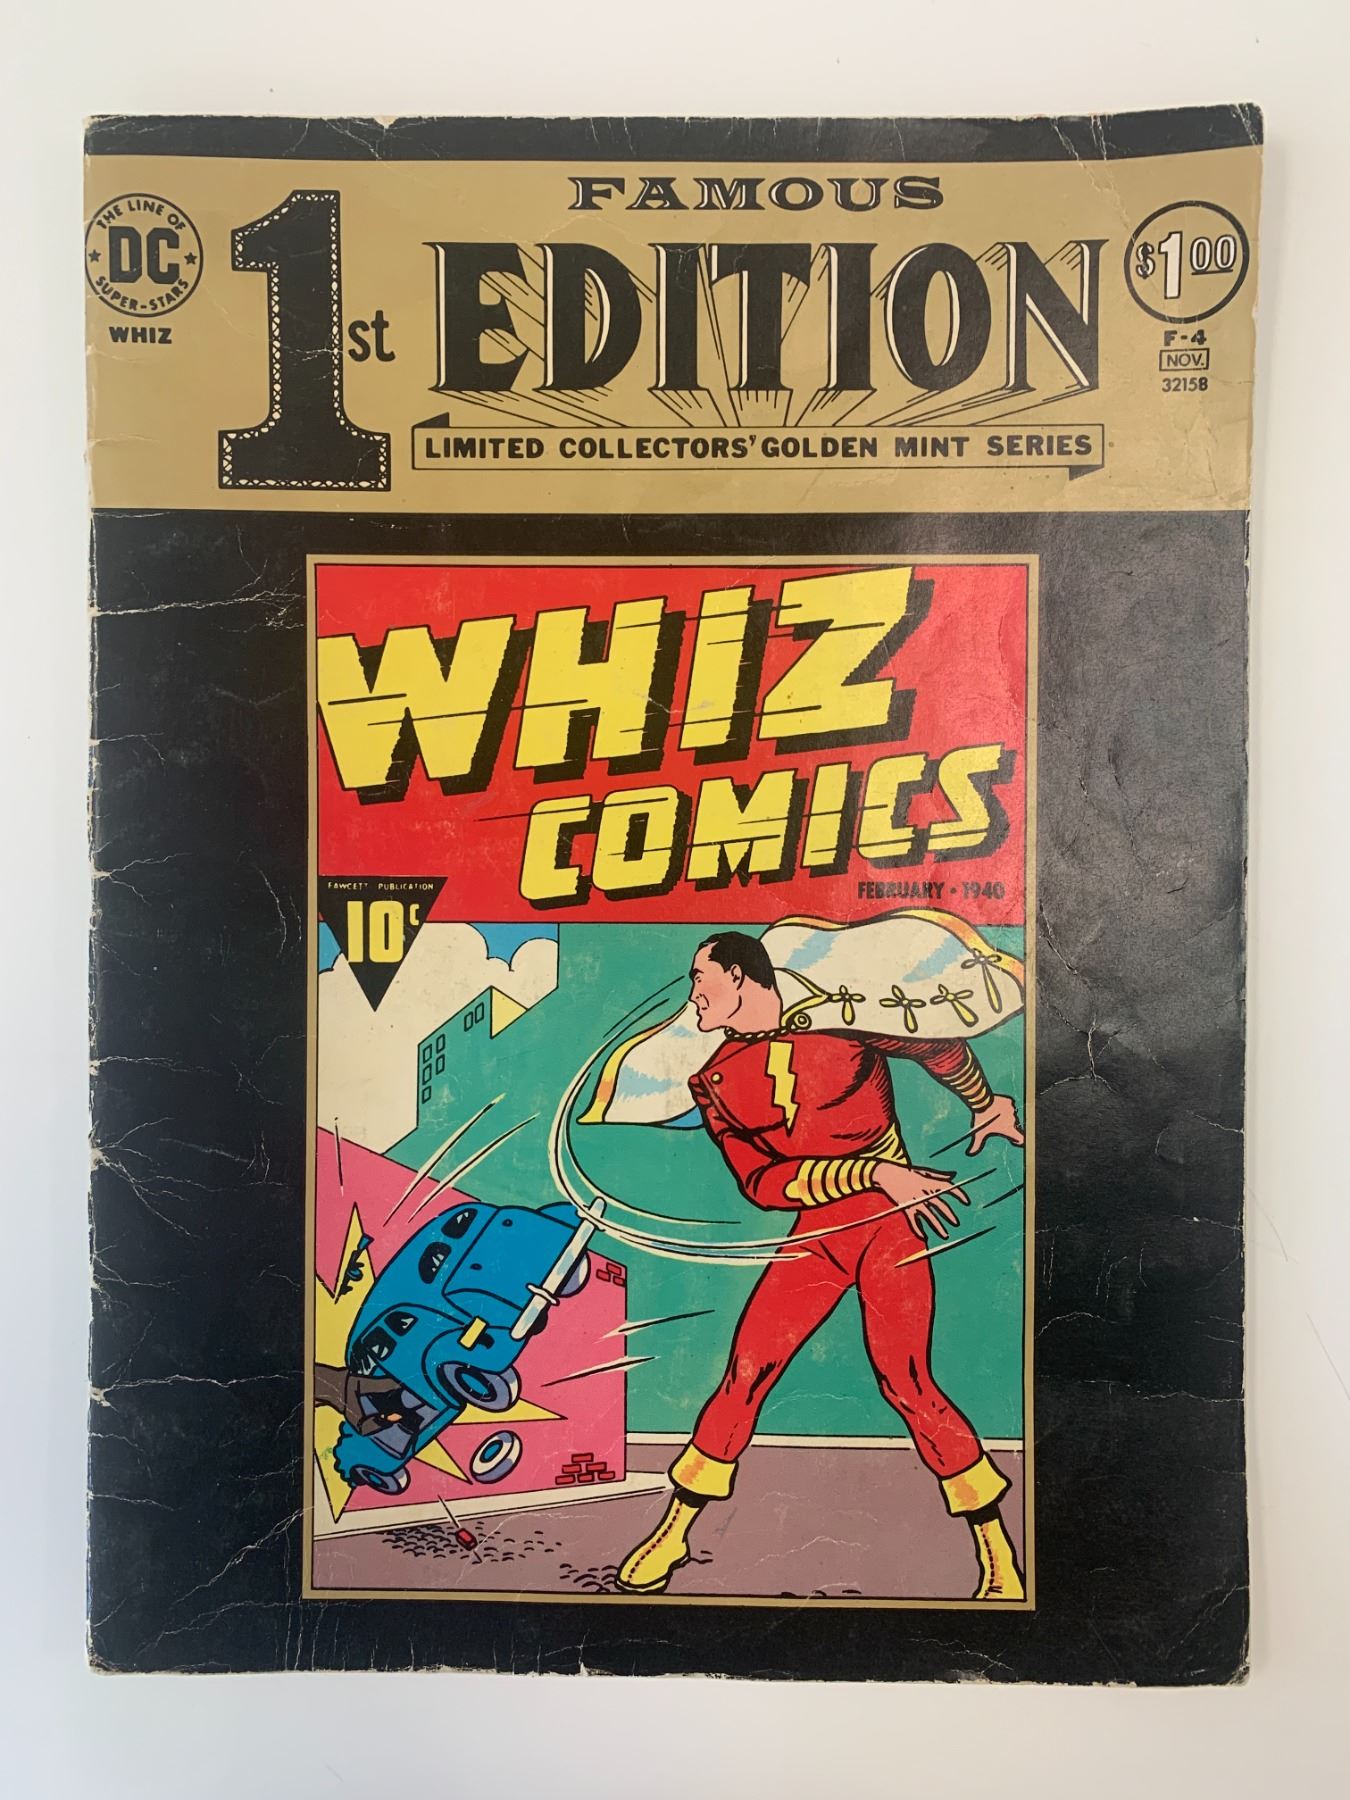 THE LINE OF
DC
SUPER-STARS
WHIZ
1st
FAMOUS
EDITION
LIMITED COLLECTORS' GOLDEN MINT SERIES
$1.00
F-4
NOV.
32158
WHIZ
COMICS
FEBRUARY • 1940
FAWCETT PUBLICATION
10¢